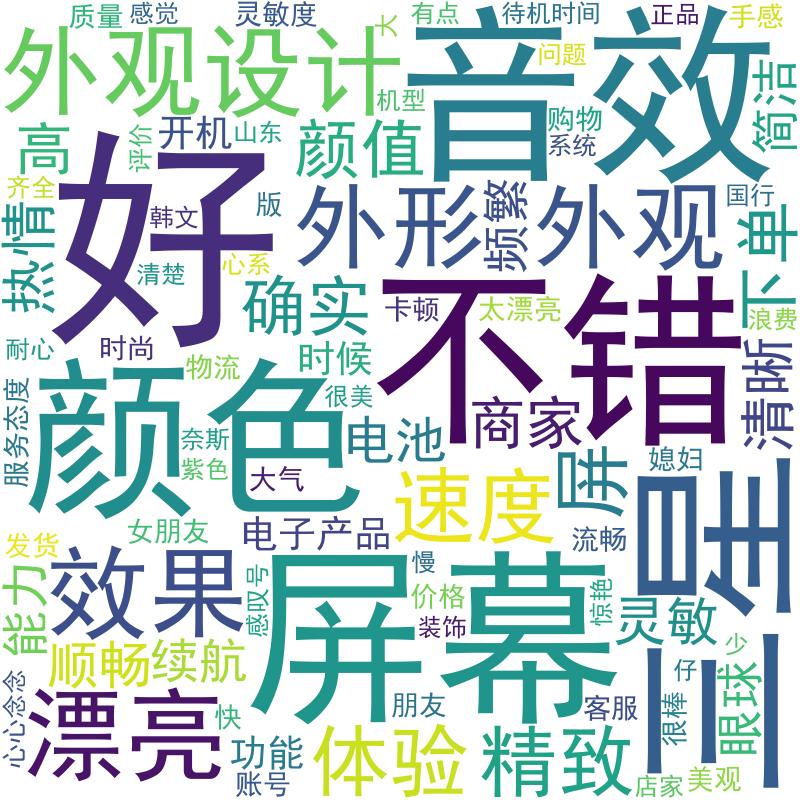 质量
感觉
灵敏度
大
有点
待机时间
正品
手感
外观设计
音效
问题
简洁
机型
购物
高
评价
开机
山东
颜值
系统
齐全
韩文
版
好
外形
频繁
外观
国行
下单
热情
清楚
心系
确实
不错
卡顿
太漂亮
浪费
耐心
时尚
物流
时候
很美
清晰
颜色
服务态度
奈斯
紫色
大气
电池
商家
屏
媳妇
三星
速度
女朋友
电子产品
流畅
发货
效果
感叹号
屏幕
慢
价格
装饰
惊艳
灵敏
能力
顺畅
续航
少
仔
很棒
眼球
心心念念
漂亮
快
朋友
客服
功能
账号
体验
精致
店家
美观